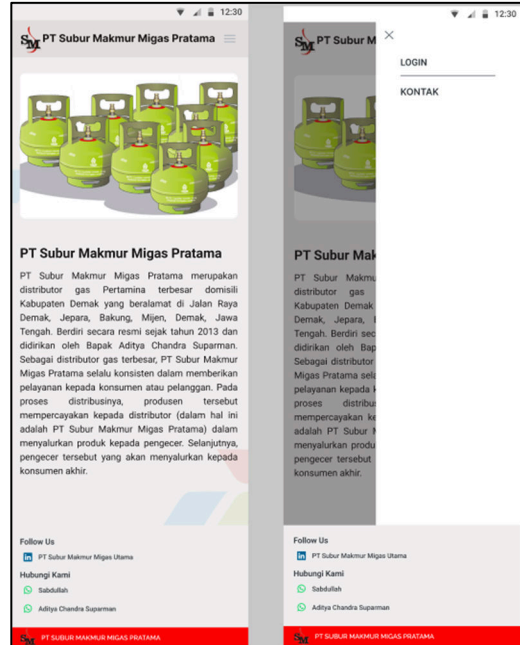 12:30
SM PT Subur Makmur Migas Pratama
PT Subur Makmur Migas Pratama
PT Subur Makmur Migas Pratama merupakan
distributor gas Pertamina terbesar domisili
Kabupaten Demak yang beralamat di Jalan Raya
Demak, Jepara, Bakung, Mijen, Demak, Jawa
Tengah. Berdiri secara resmi sejak tahun 2013 dan
didirikan oleh Bapak Aditya Chandra Suparman.
Sebagai distributor gas terbesar, PT Subur Makmur
Migas Pratama selalu konsisten dalam memberikan
pelayanan kepada konsumen atau pelanggan. Pada
proses distribusinya, produsen tersebut
mempercayakan kepada distributor (dalam hal ini
adalah PT Subur Makmur Migas Pratama) dalam
menyalurkan produk kepada pengecer. Selanjutnya,
pengecer tersebut yang akan menyalurkan kepada
konsumen akhir.
Follow Us
in PT Subur Makmur Migas Utama
Hubungi Kami
Sabdullah
Aditya Chandra Suparman
SM PT SUBUR MAKMUR MIGAS PRATAMA
12:30
SM PT Subur M
LOGIN
KONTAK
PT Subur Mak
PT Subur Makmu
distributor gas
Kabupaten Demak
Demak, Jepara,
Tengah. Berdiri sec
didirikan oleh Bap
Sebagai distributor
Migas Pratama sela
pelayanan kepada k
proses distribus
mempercayakan ke
adalah PT Subur M
menyalurkan produ
pengecer tersebut
konsumen akhir.
Follow Us
in PT Subur Makmur Migas Utama
Hubungi Kami
Sabdullah
Aditya Chandra Suparman
SM PT SUBUR MAKMUR MIGAS PRATAMA